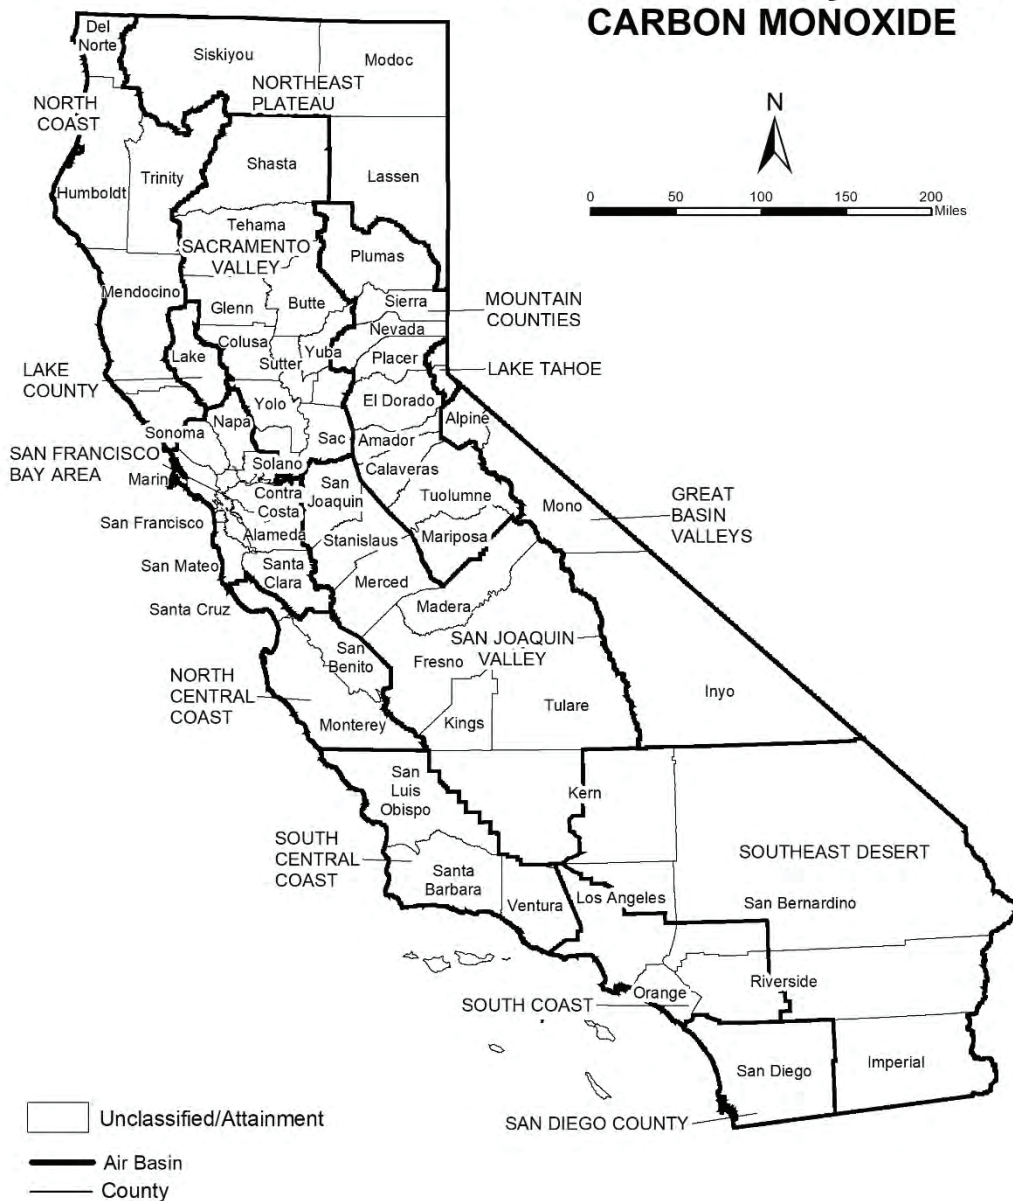 CARBON MONOXIDE
Del
Norte
Siskiyou
Modoc
NORTHEAST
PLATEAU
NORTH
COAST
N
Shasta
Trinity
Lassen
Humboldt
0 50 100 150 200
Miles
Tehama
SACRAMENTO
VALLEY
Plumas
Mendocino
Glenn
Butte
Sierra
MOUNTAIN
COUNTIES
Nevada
Colusa
Sutter
Yuba
Placer
Lake
LAKE
COUNTY
LAKE TAHOE
Yolo
El Dorado
Alpine
Napa
Sonoma
Sac
Amador
SAN FRANCISCO
BAY AREA
Solano
Calaveras
Marin
San
Joaquin
Contra
Costa
Tuolumne
Mono
GREAT
BASIN
VALLEYS
San Francisco
Alameda
Stanislaus
Mariposa
San Mateo
Santa
Clara
Merced
Santa Cruz
Madera
SAN JOAQUIN
VALLEY
San
Benito
Fresno
NORTH
CENTRAL
COAST
Inyo
Tulare
Monterey
Kings
San
Luis
Obispo
Kern
SOUTH
CENTRAL
COAST
SOUTHEAST DESERT
Santa
Barbara
Ventura
Los Angeles
San Bernardino
Riverside
Orange
SOUTH COAST
San Diego
Imperial
SAN DIEGO COUNTY
Unclassified/Attainment
Air Basin
County